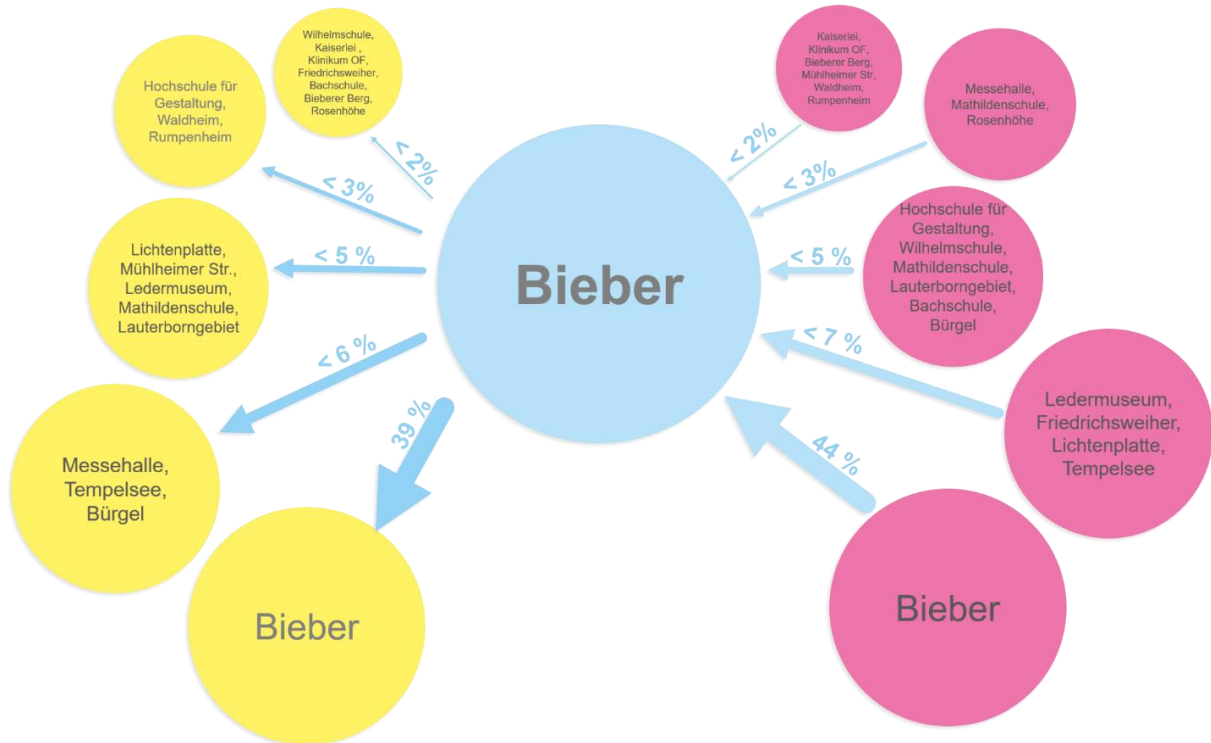 Wilhelmschule,
Kaiserlei ,
Klinikum OF,
Friedrichsweiher,
Bachschule,
Bieberer Berg,
Rosenhöhe
Hochschule für
Gestaltung,
Waldheim,
Rumpenheim
Lichtenplatte,
Mühlheimer Str.,
Ledermuseum,
Mathildenschule,
Lauterborngebiet
Messehalle,
Tempelsee,
Bürgel
Bieber
< 2%
< 3%
< 5 %
< 6 %
39 %
Bieber
< 2%
< 3%
< 5 %
< 7 %
44 %
Kaiserlei,
Klinikum OF,
Bieberer Berg,
Mühlheimer Str,
Waldheim,
Rumpenheim
Messehalle,
Mathildenschule,
Rosenhöhe
Hochschule für
Gestaltung,
Wilhelmschule,
Mathildenschule,
Lauterborngebiet,
Bachschule,
Bürgel
Ledermuseum,
Friedrichsweiher,
Lichtenplatte,
Tempelsee
Bieber